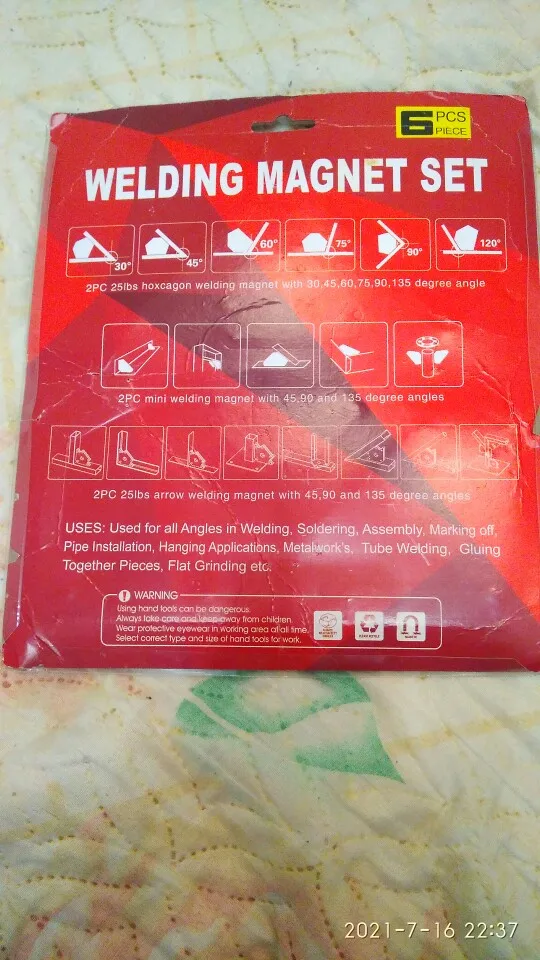 6 PCS
PIECE
WELDING MAGNET SET
30° 45° 60° 75° 90° 120°
2PC 25lbs hoxcagon welding magnet with 30,45,60,75,90,135 degree angle
2PC mini welding magnet with 45,90 and 135 degree angles
2PC 25lbs arrow welding magnet with 45,90 and 135 degree angles
USES: Used for all Angles in Welding, Soldering, Assembly, Marking off,
Pipe Installation, Hanging Applications, Metalwork's, Tube Welding, Gluing
Together Pieces, Flat Grinding etc.
WARNING
Using hand tools can be dangerous.
Always take care and keep away from children.
Wear protective eyewear in working area at all time.
Select correct type and size of hand tools for work.
2021-7-16 22:37